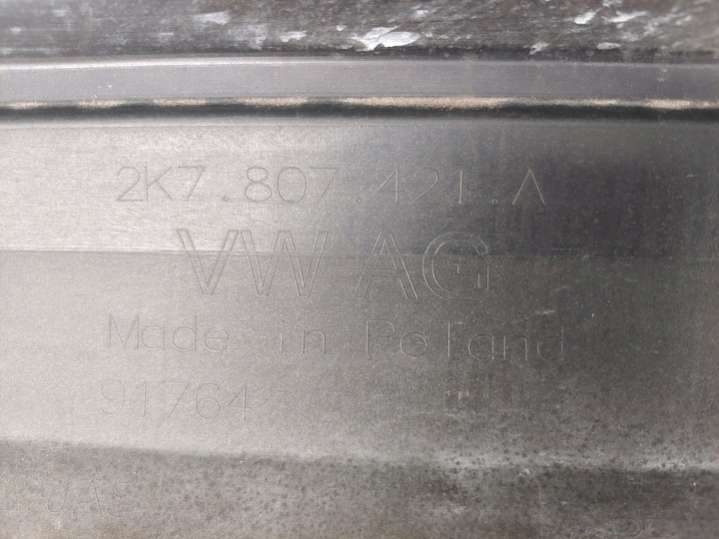 2K7.807.421.A
VW AG
Made in Poland
91764